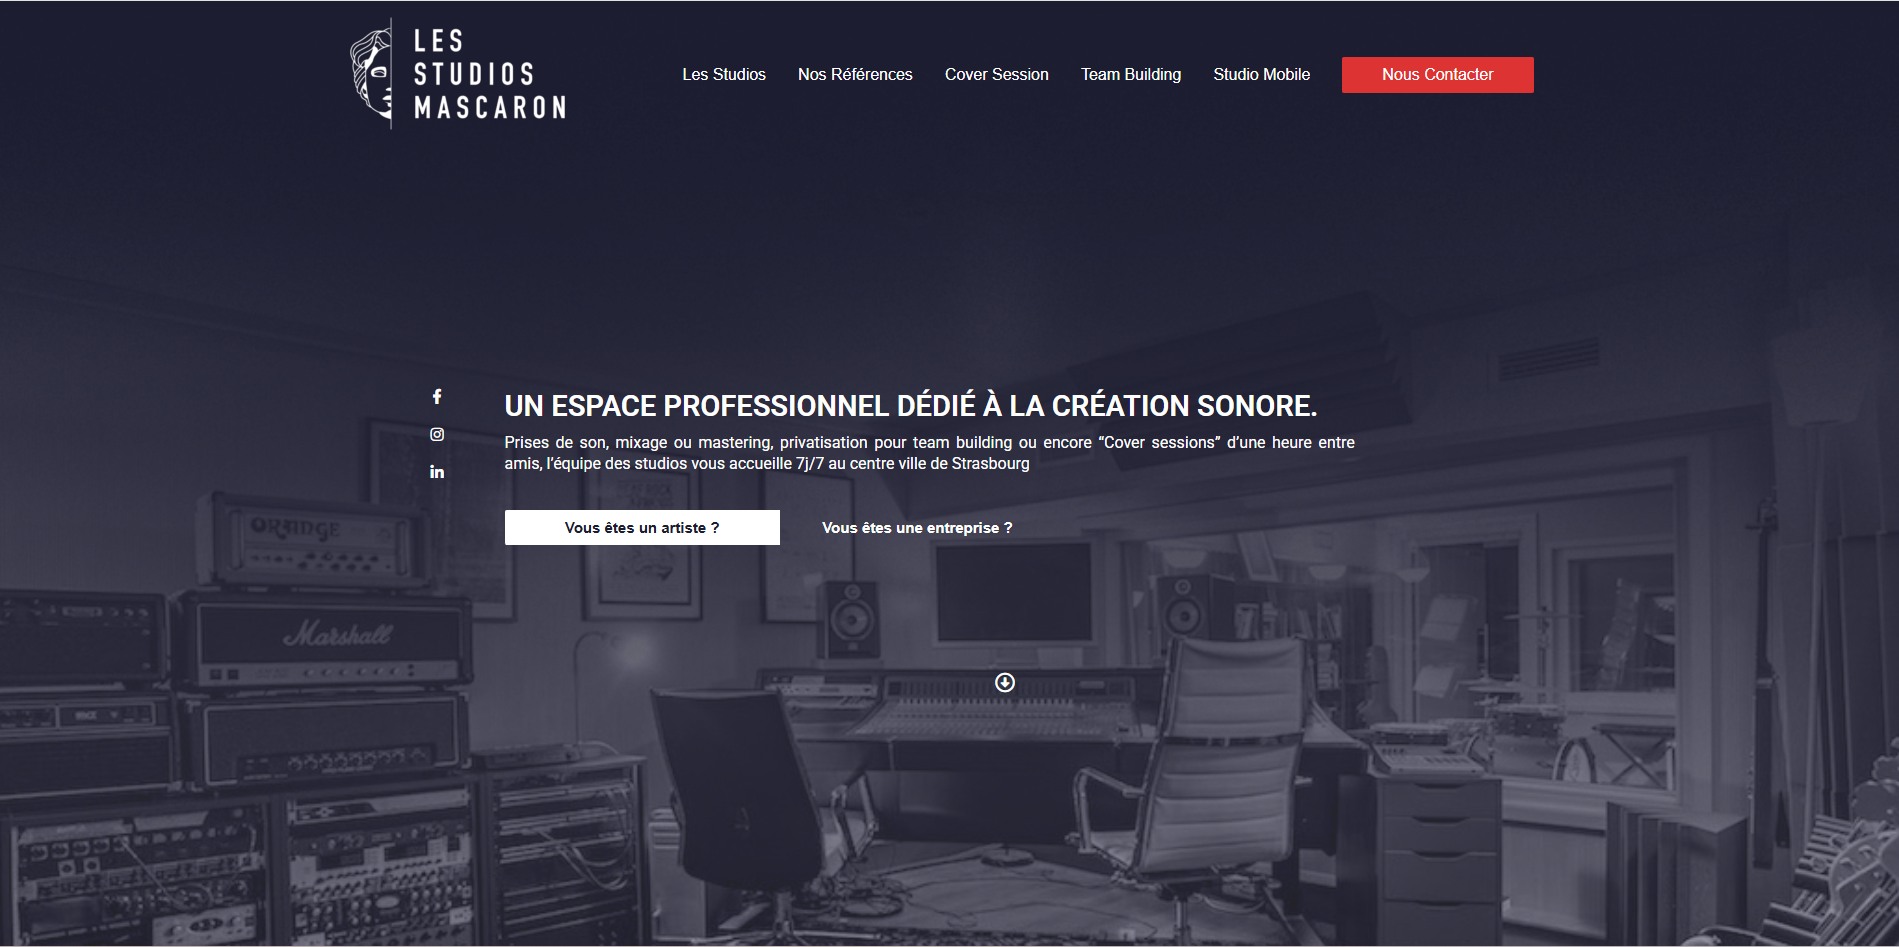 LES
STUDIOS
MASCARON
Les Studios
Nos Références
Cover Session
Team Building
Studio Mobile
Nous Contacter
UN ESPACE PROFESSIONNEL DÉDIÉ À LA CRÉATION SONORE.
Prises de son, mixage ou mastering, privatisation pour team building ou encore “Cover sessions” d’une heure entre
amis, l’équipe des studios vous accueille 7j/7 au centre ville de Strasbourg
Vous êtes un artiste ?
Vous êtes une entreprise ?
ORANGE
Marshall